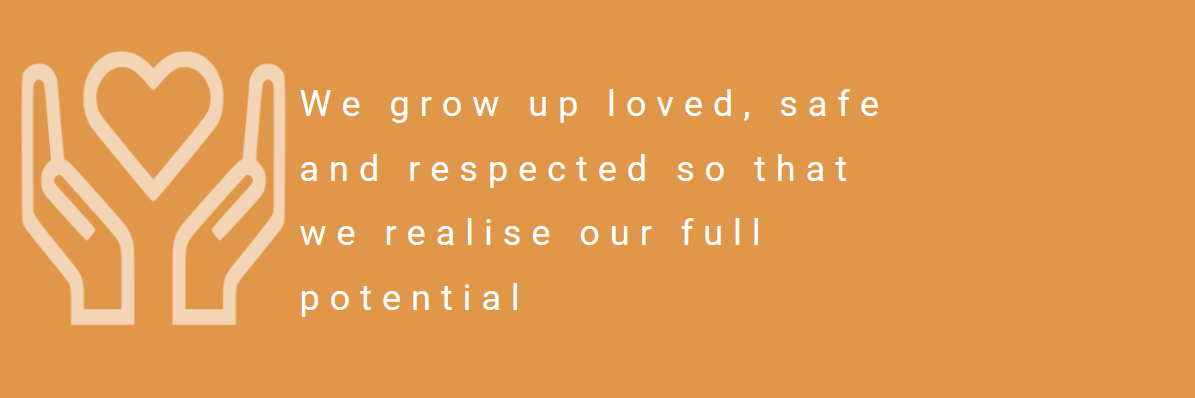 We grow up loved, safe
and respected so that
we realise our full
potential